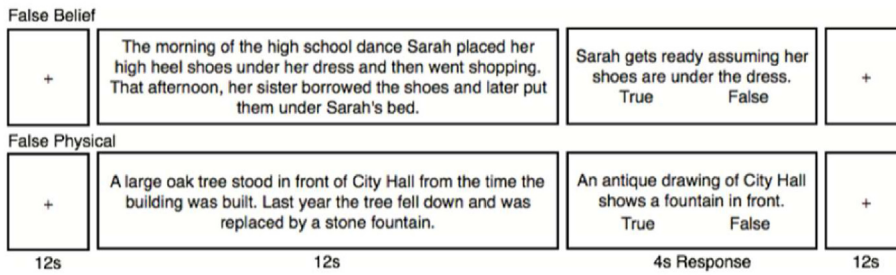 False Belief
+
The morning of the high school dance Sarah placed her
high heel shoes under her dress and then went shopping.
That afternoon, her sister borrowed the shoes and later put
them under Sarah's bed.
Sarah gets ready assuming her
shoes are under the dress.
True False
+
False Physical
+
A large oak tree stood in front of City Hall from the time the
building was built. Last year the tree fell down and was
replaced by a stone fountain.
An antique drawing of City Hall
shows a fountain in front.
True False
+
12s 12s 4s Response 12s